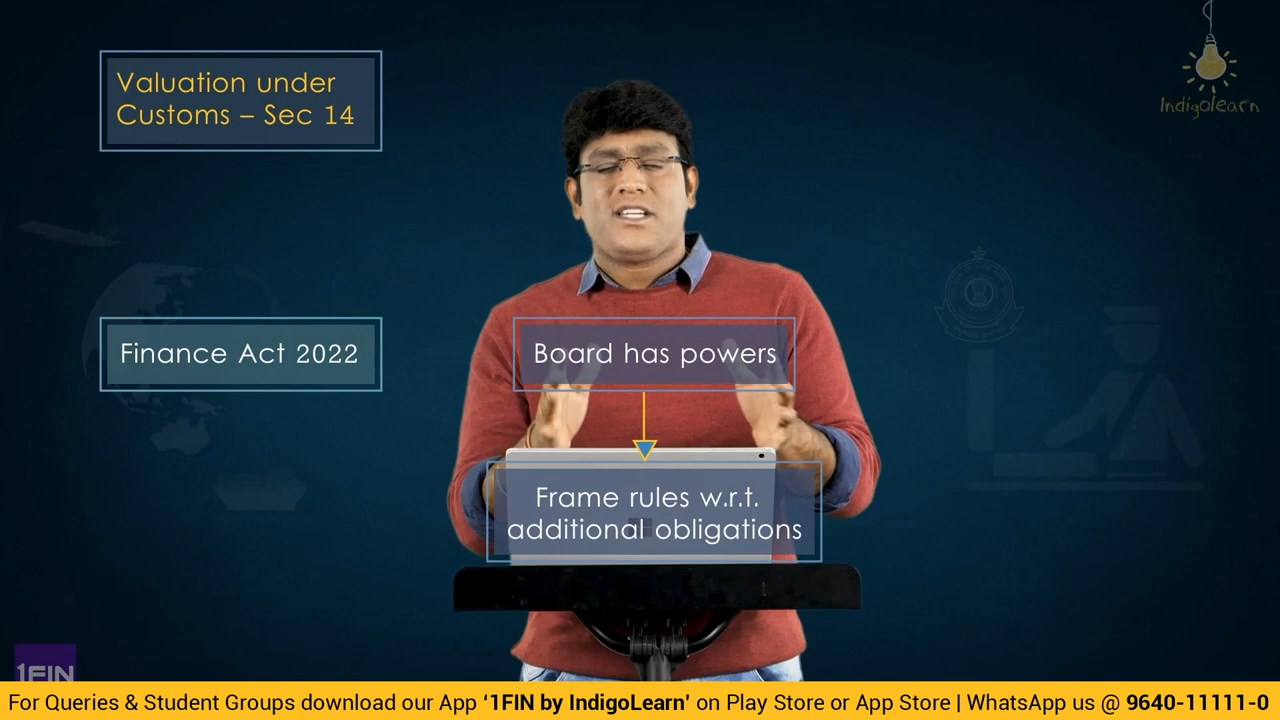 Valuation under
Customs – Sec 14
Indigolearn
Finance Act 2022
Board has powers
Frame rules w.r.t.
additional obligations
1FIN
For Queries & Student Groups download our App ‘1FIN by IndigoLearn’ on Play Store or App Store | WhatsApp us @ 9640-11111-0